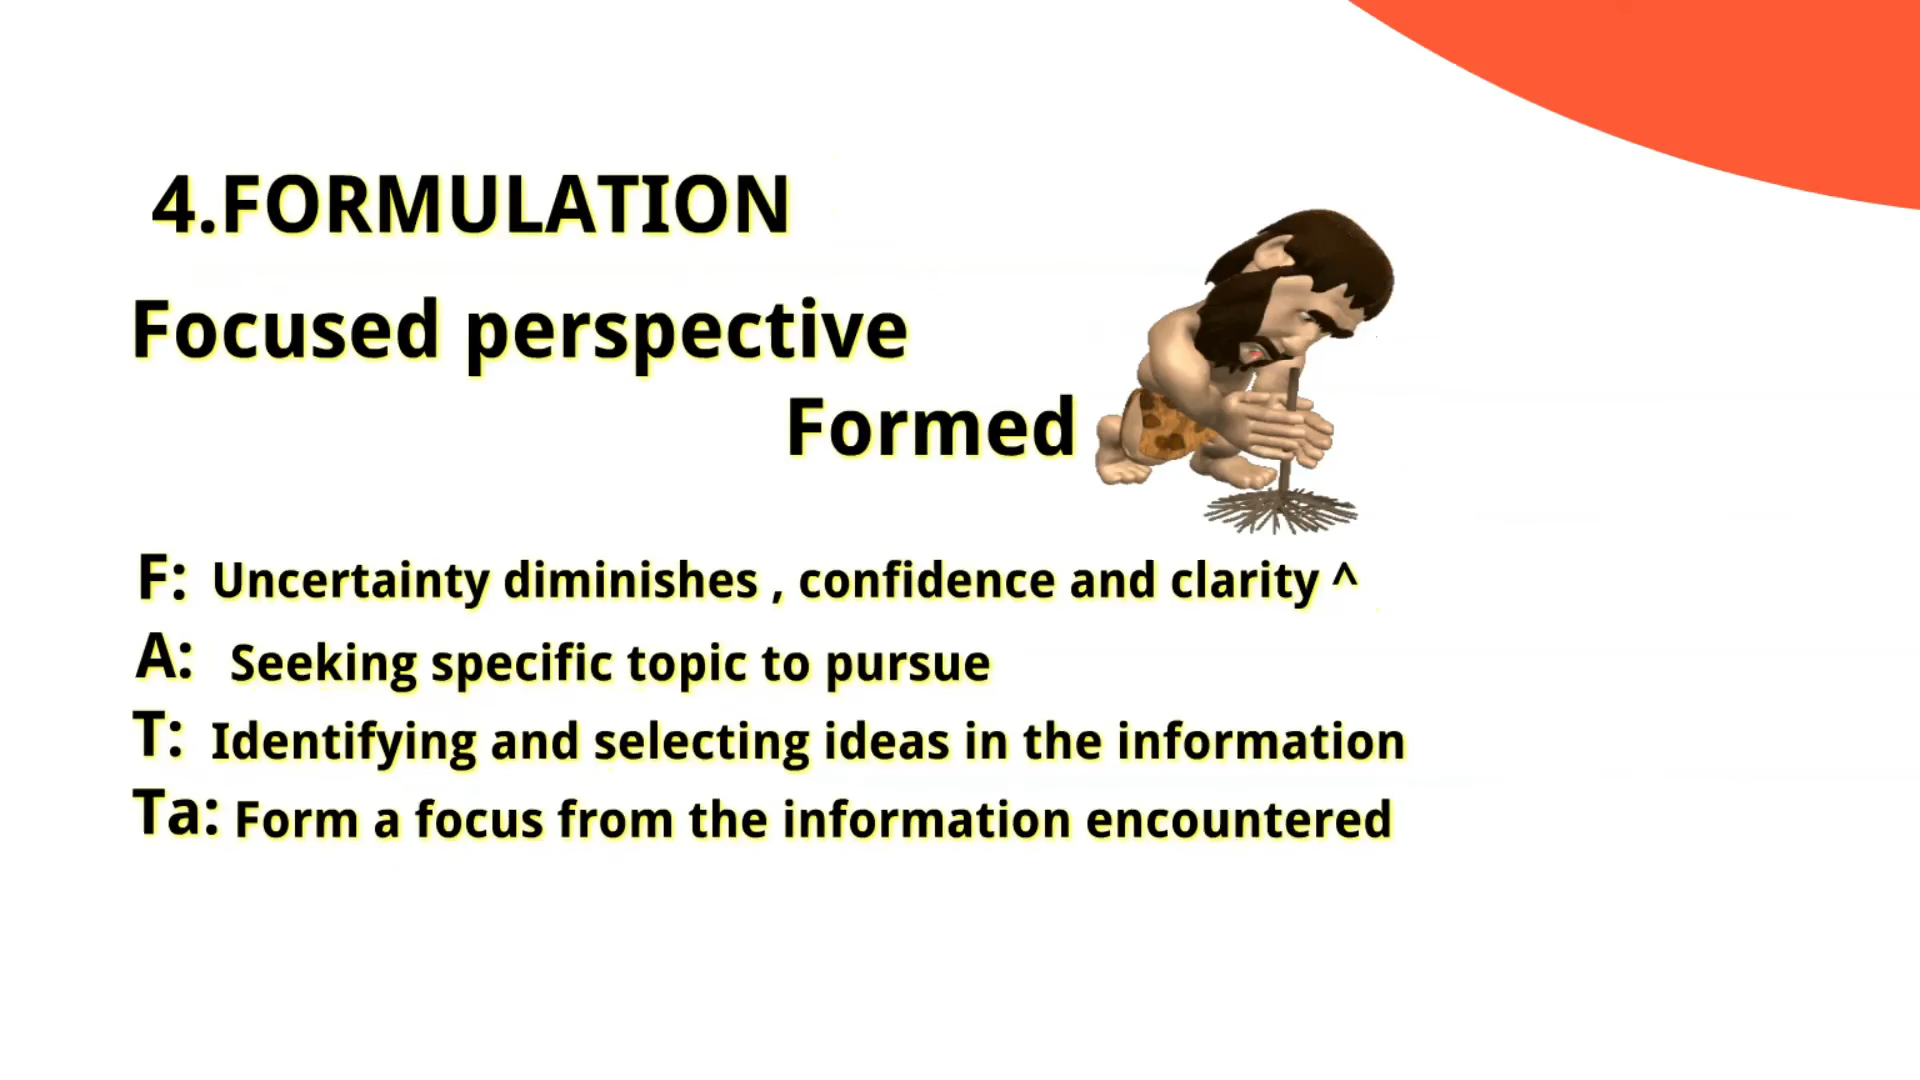 4.FORMULATION
Focused perspective
Formed
F: Uncertainty diminishes , confidence and clarity ^
A: Seeking specific topic to pursue
T: Identifying and selecting ideas in the information
Ta: Form a focus from the information encountered